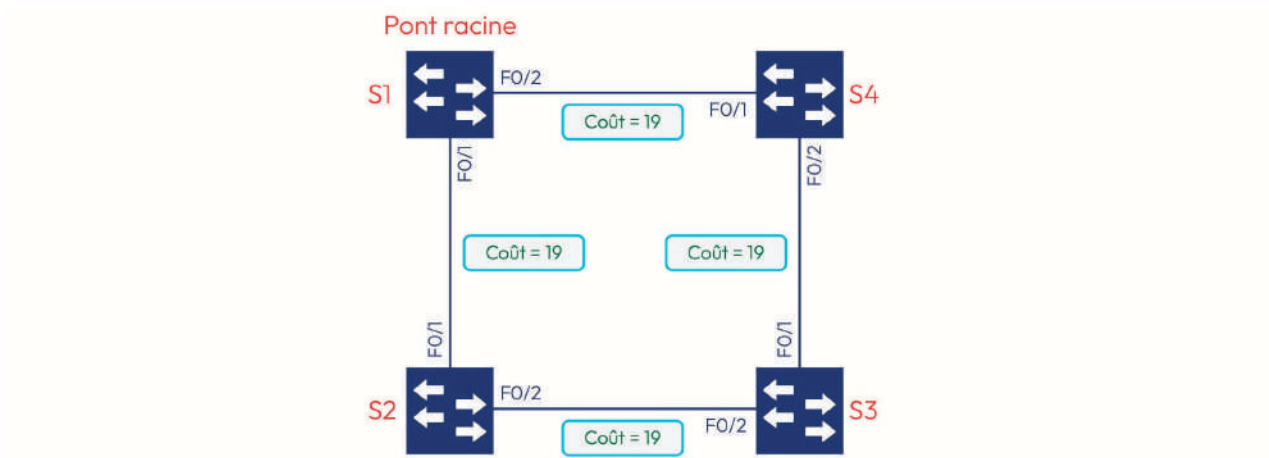 Pont racine
S1
F0/2
F0/1
S4
Coût = 19
F0/1
F0/2
Coût = 19
Coût = 19
F0/1
F0/1
S2
F0/2
F0/2
S3
Coût = 19